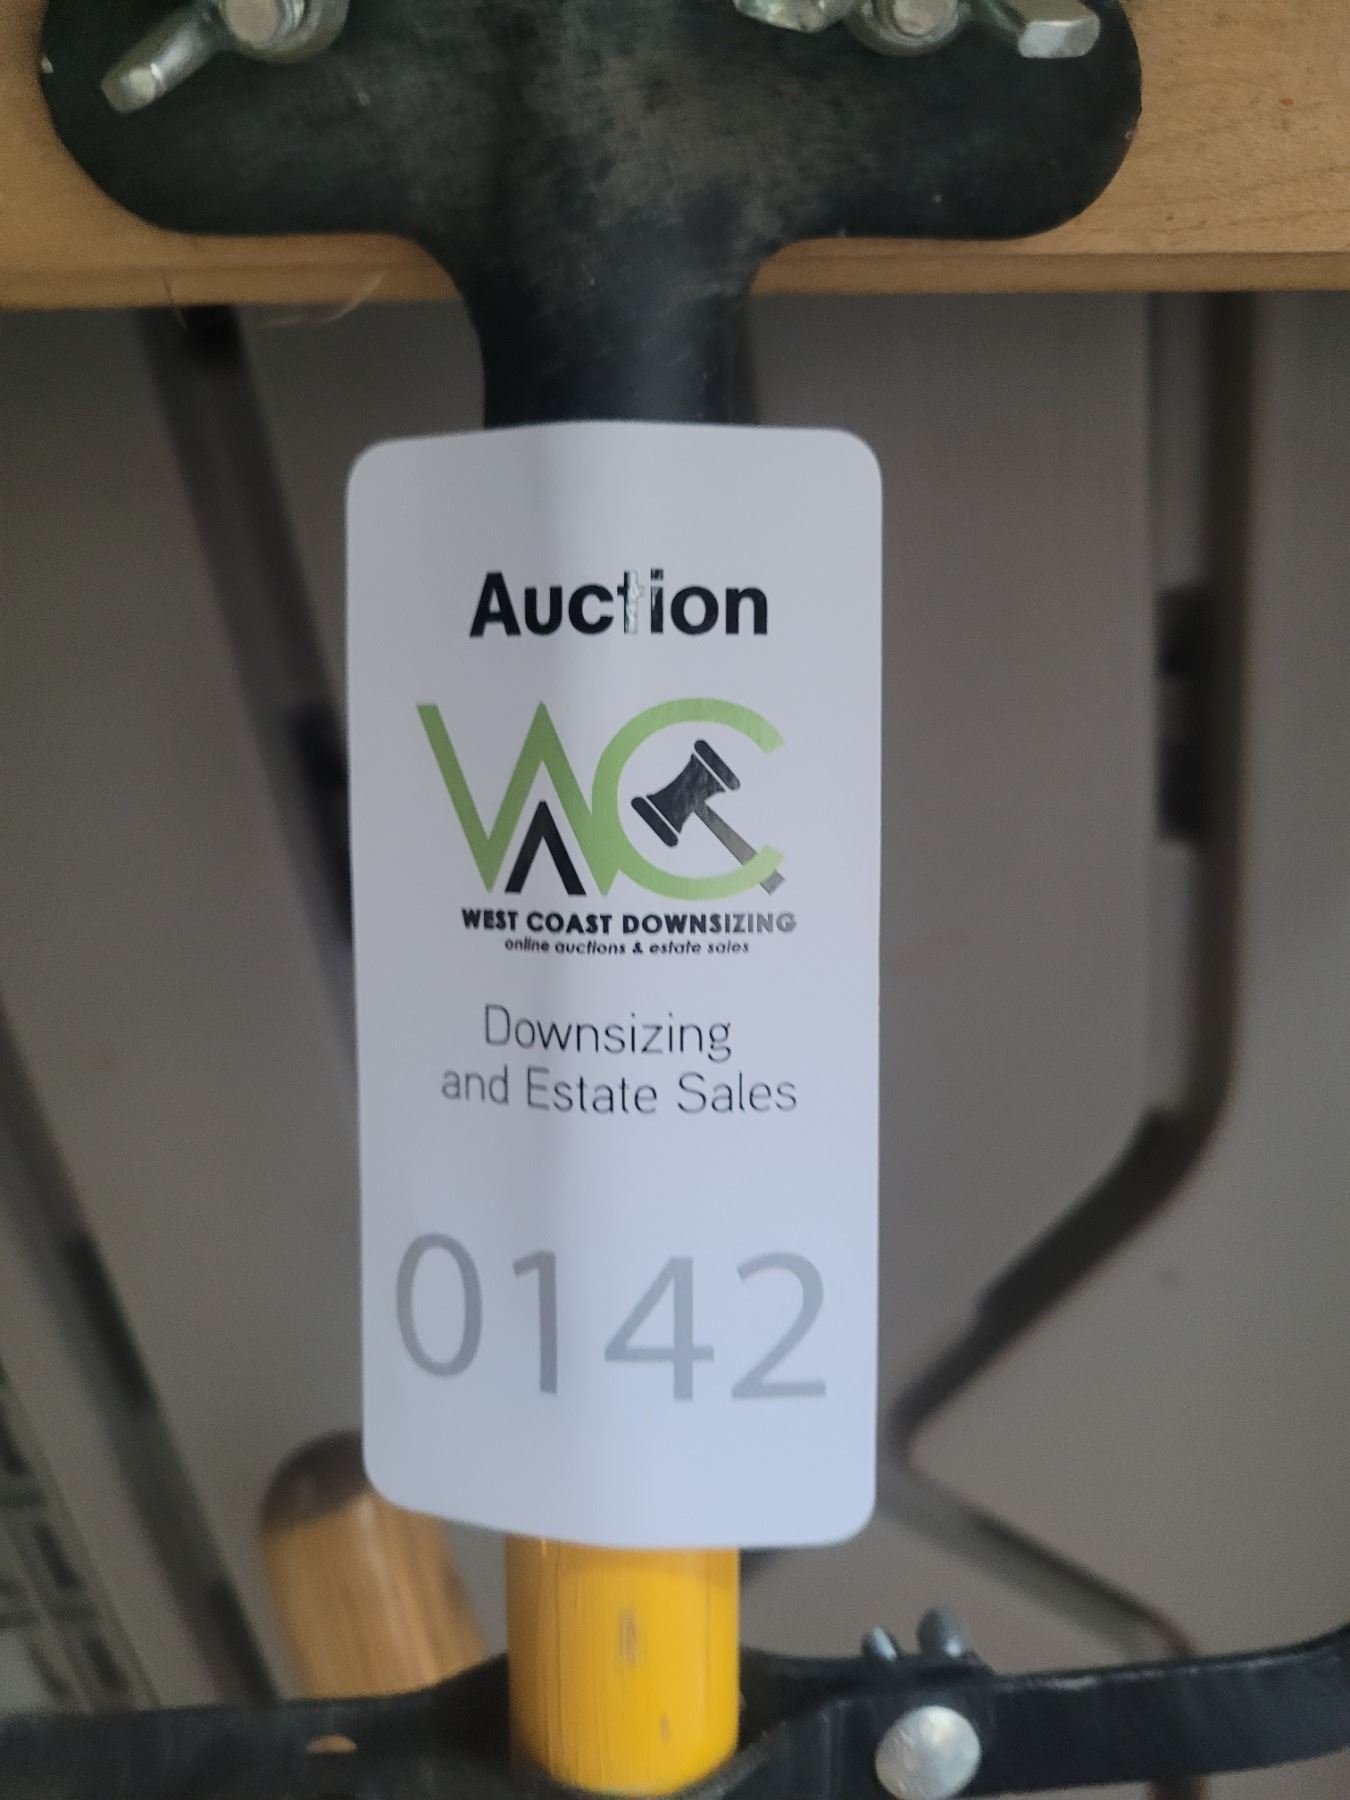 Auction
WC
WEST COAST DOWNSIZING
online auctions & estate sales
Downsizing
and Estate Sales
0142